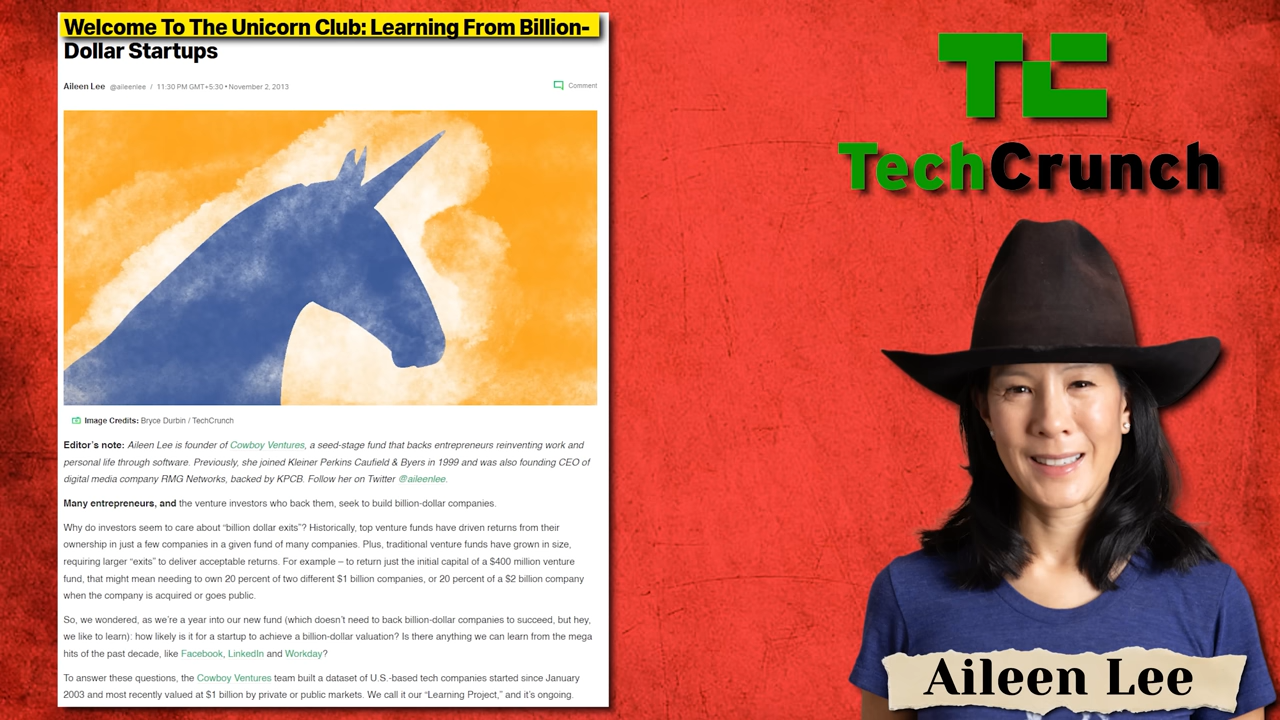 Welcome To The Unicorn Club: Learning From Billion-
Dollar Startups
Aileen Lee @aileenlee / 11:30 PM GMT+5:30 • November 2, 2013
Comment
Image Credits: Bryce Durbin / TechCrunch
Editor's note: Aileen Lee is founder of Cowboy Ventures, a seed-stage fund that backs entrepreneurs reinventing work and
personal life through software. Previously, she joined Kleiner Perkins Caufield & Byers in 1999 and was also founding CEO of
digital media company RMG Networks, backed by KPCB. Follow her on Twitter @aileenlee.
Many entrepreneurs, and the venture investors who back them, seek to build billion-dollar companies.
Why do investors seem to care about "billion dollar exits"? Historically, top venture funds have driven returns from their
ownership in just a few companies in a given fund of many companies. Plus, traditional venture funds have grown in size,
requiring larger "exits" to deliver acceptable returns. For example – to return just the initial capital of a $400 million venture
fund, that might mean needing to own 20 percent of two different $1 billion companies, or 20 percent of a $2 billion company
when the company is acquired or goes public.
So, we wondered, as we're a year into our new fund (which doesn't need to back billion-dollar companies to succeed, but hey,
we like to learn): how likely is it for a startup to achieve a billion-dollar valuation? Is there anything we can learn from the mega
hits of the past decade, like Facebook, LinkedIn and Workday?
To answer these questions, the Cowboy Ventures team built a dataset of U.S.-based tech companies started since January
2003 and most recently valued at $1 billion by private or public markets. We call it our "Learning Project," and it's ongoing.
TC
TechCrunch
Aileen Lee